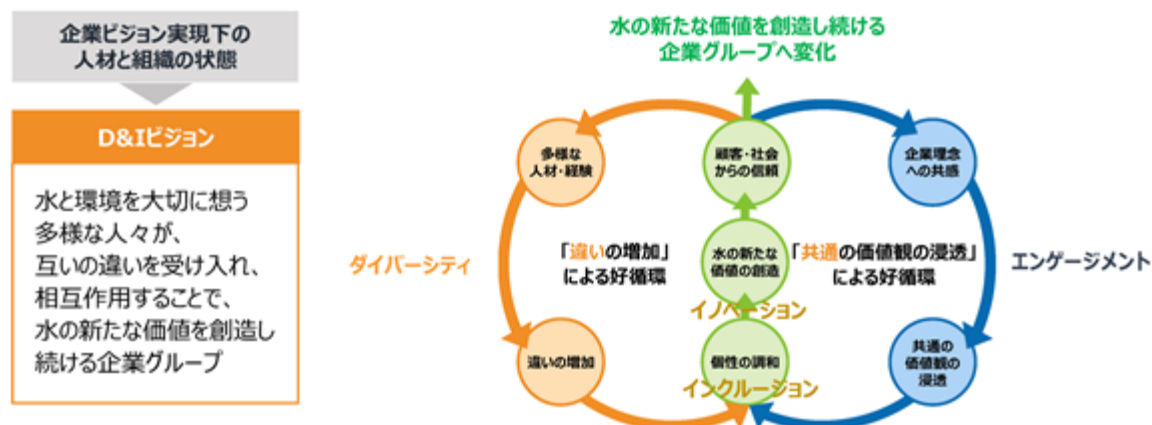 企業ビジョン実現下の
人材と組織の状態
D&Iビジョン
水と環境を大切に想う
多様な人々が、
互いの違いを受け入れ、
相互作用することで、
水の新たな価値を創造し
続ける企業グループ
水の新たな価値を創造し続ける
企業グループへ変化
多様な
人材・経験
顧客・社会
からの信頼
企業理念
への共感
ダイバーシティ
「違いの増加」
による好循環
水の新たな
価値の創造
「共通の価値観の浸透」
による好循環
エンゲージメント
イノベーション
違いの増加
個性の調和
共通の
価値観の
浸透
インクルージョン